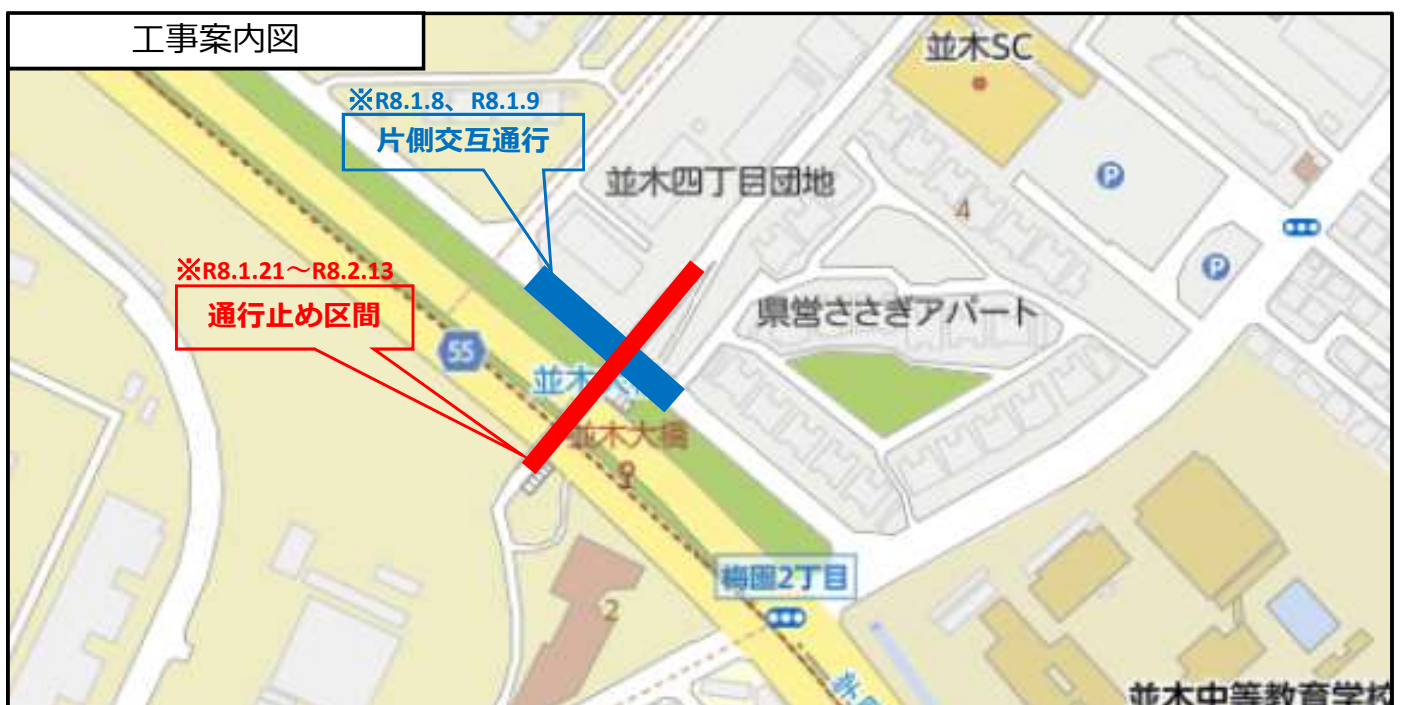 工事案内図
並木SC
※R8.1.8、R8.1.9
片側交互通行
並木四丁目団地
4
※R8.1.21～R8.2.13
通行止め区間
県営ささぎアパート
55
並木大橋
梅園2丁目
2
並木中等教育学校
P
P